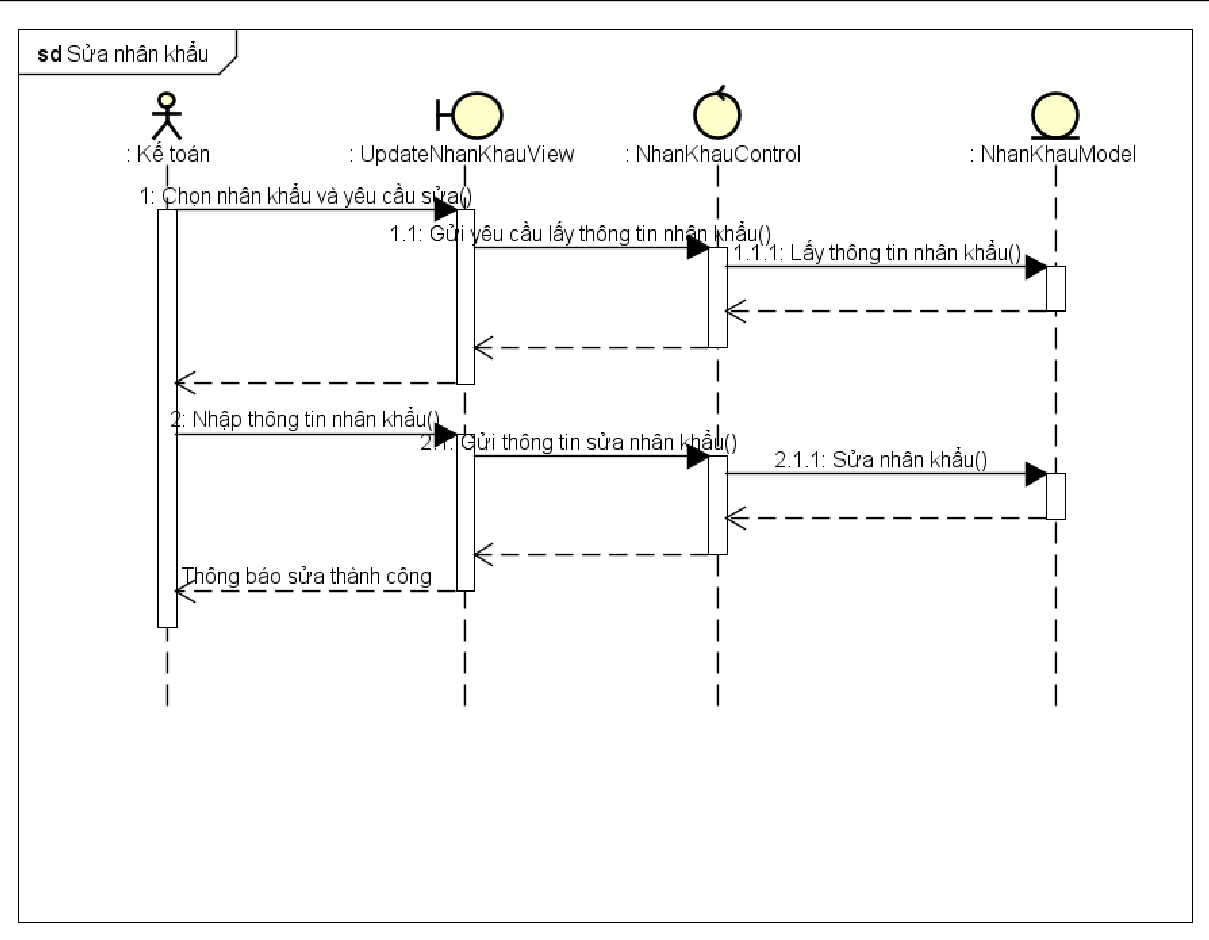 sd Sửa nhân khẩu
: Kế toán
: UpdateNhanKhauView
: NhanKhauControl
: NhanKhauModel
1: Chọn nhân khẩu và yêu cầu sửa()
1.1: Gửi yêu cầu lấy thông tin nhân khẩu()
1.1.1: Lấy thông tin nhân khẩu()
2: Nhập thông tin nhân khẩu()
2.1: Gửi thông tin sửa nhân khẩu()
2.1.1: Sửa nhân khẩu()
Thông báo sửa thành công